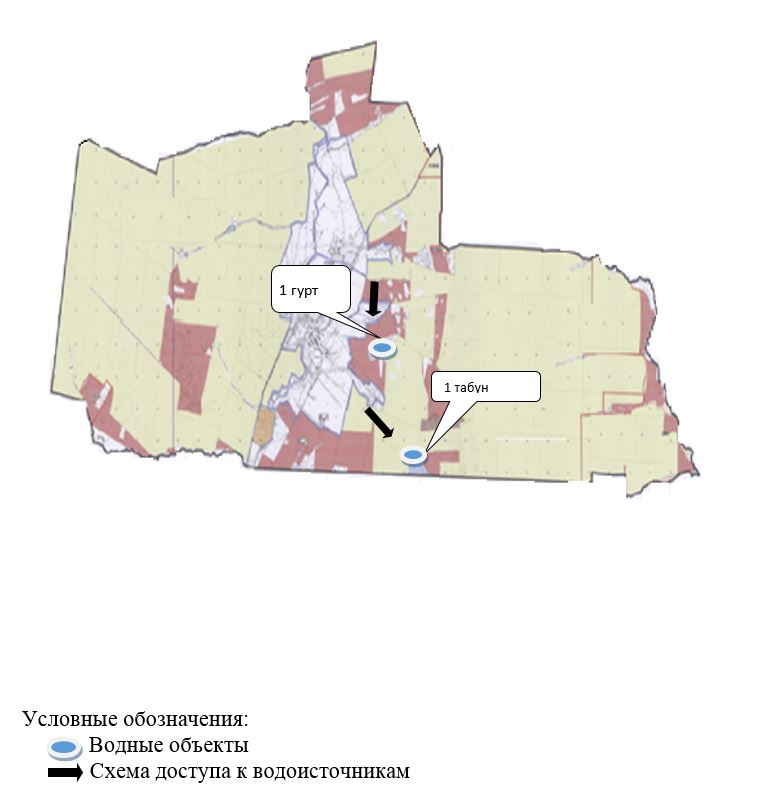 1 гурт
1 табун
Условные обозначения:
Водные объекты
Схема доступа к водоисточникам